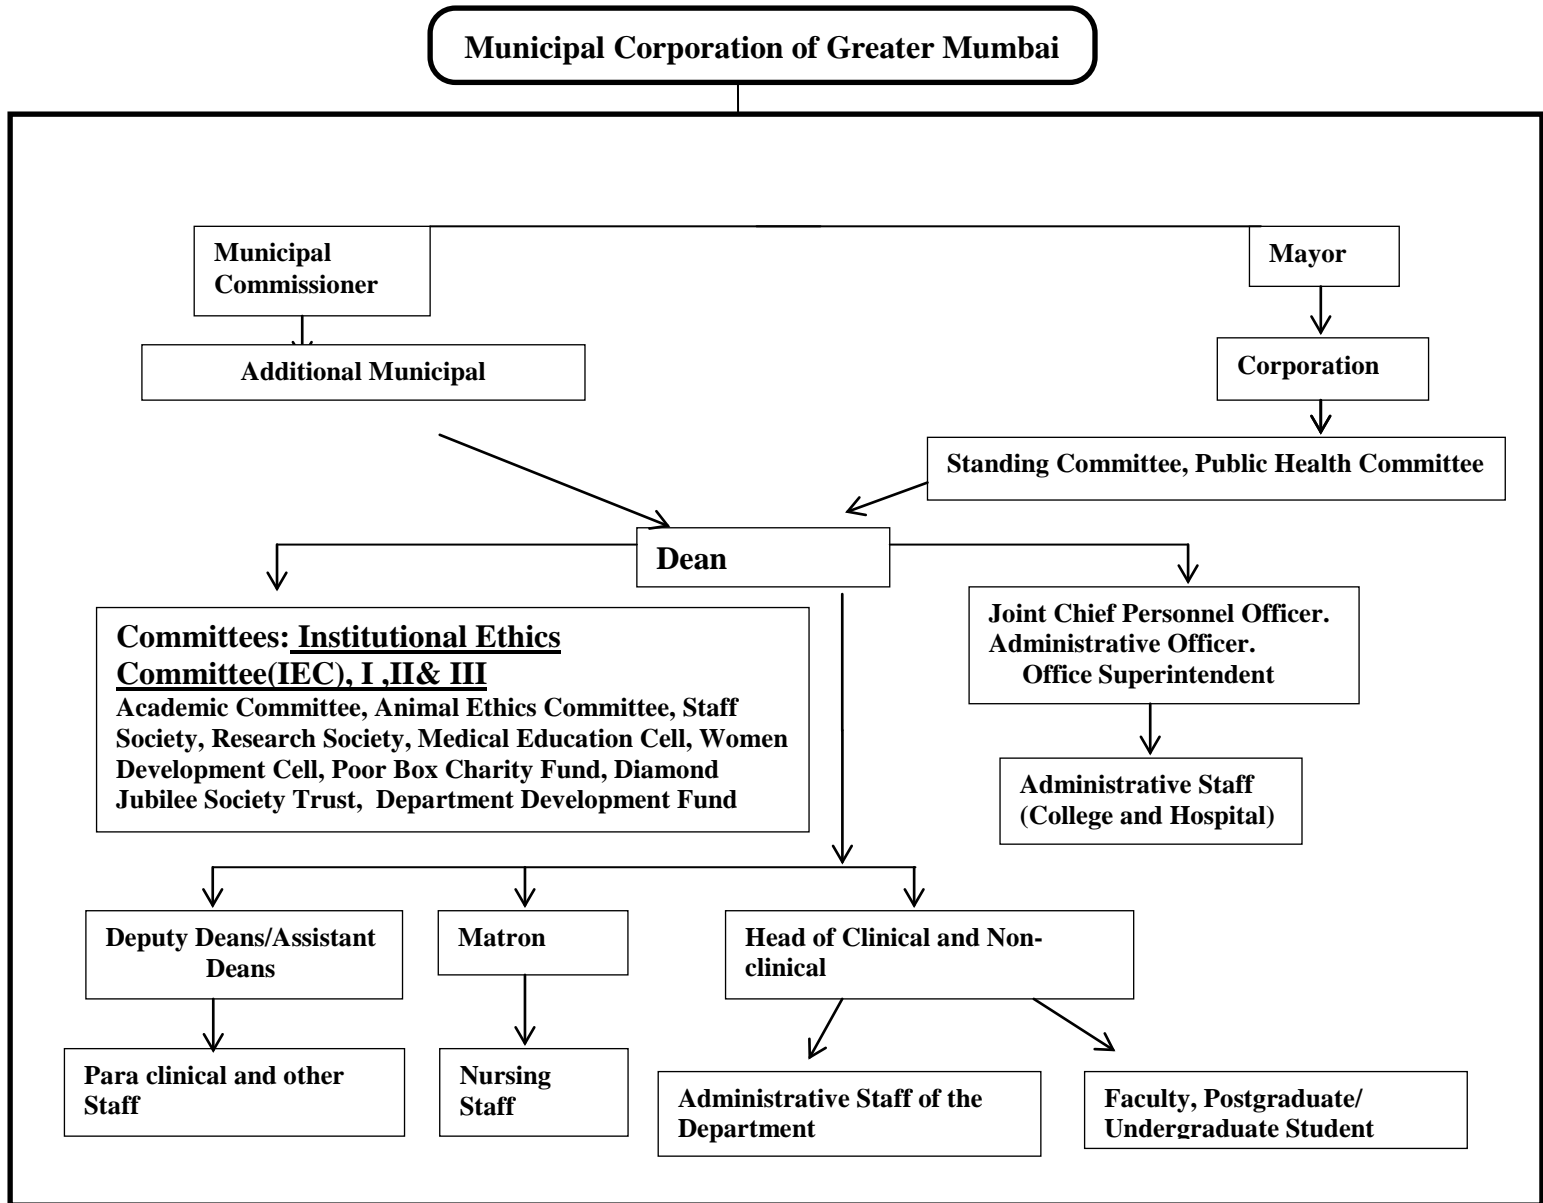 Municipal Corporation of Greater Mumbai
Municipal
Commissioner
Mayor
Additional Municipal
Corporation
Standing Committee, Public Health Committee
Dean
Committees: Institutional Ethics
Committee(IEC), I ,II& III
Academic Committee, Animal Ethics Committee, Staff
Society, Research Society, Medical Education Cell, Women
Development Cell, Poor Box Charity Fund, Diamond
Jubilee Society Trust, Department Development Fund
Joint Chief Personnel Officer.
Administrative Officer.
Office Superintendent
Administrative Staff
(College and Hospital)
Deputy Deans/Assistant
Deans
Matron
Head of Clinical and Non-
clinical
Para clinical and other
Staff
Nursing
Staff
Administrative Staff of the
Department
Faculty, Postgraduate/
Undergraduate Student